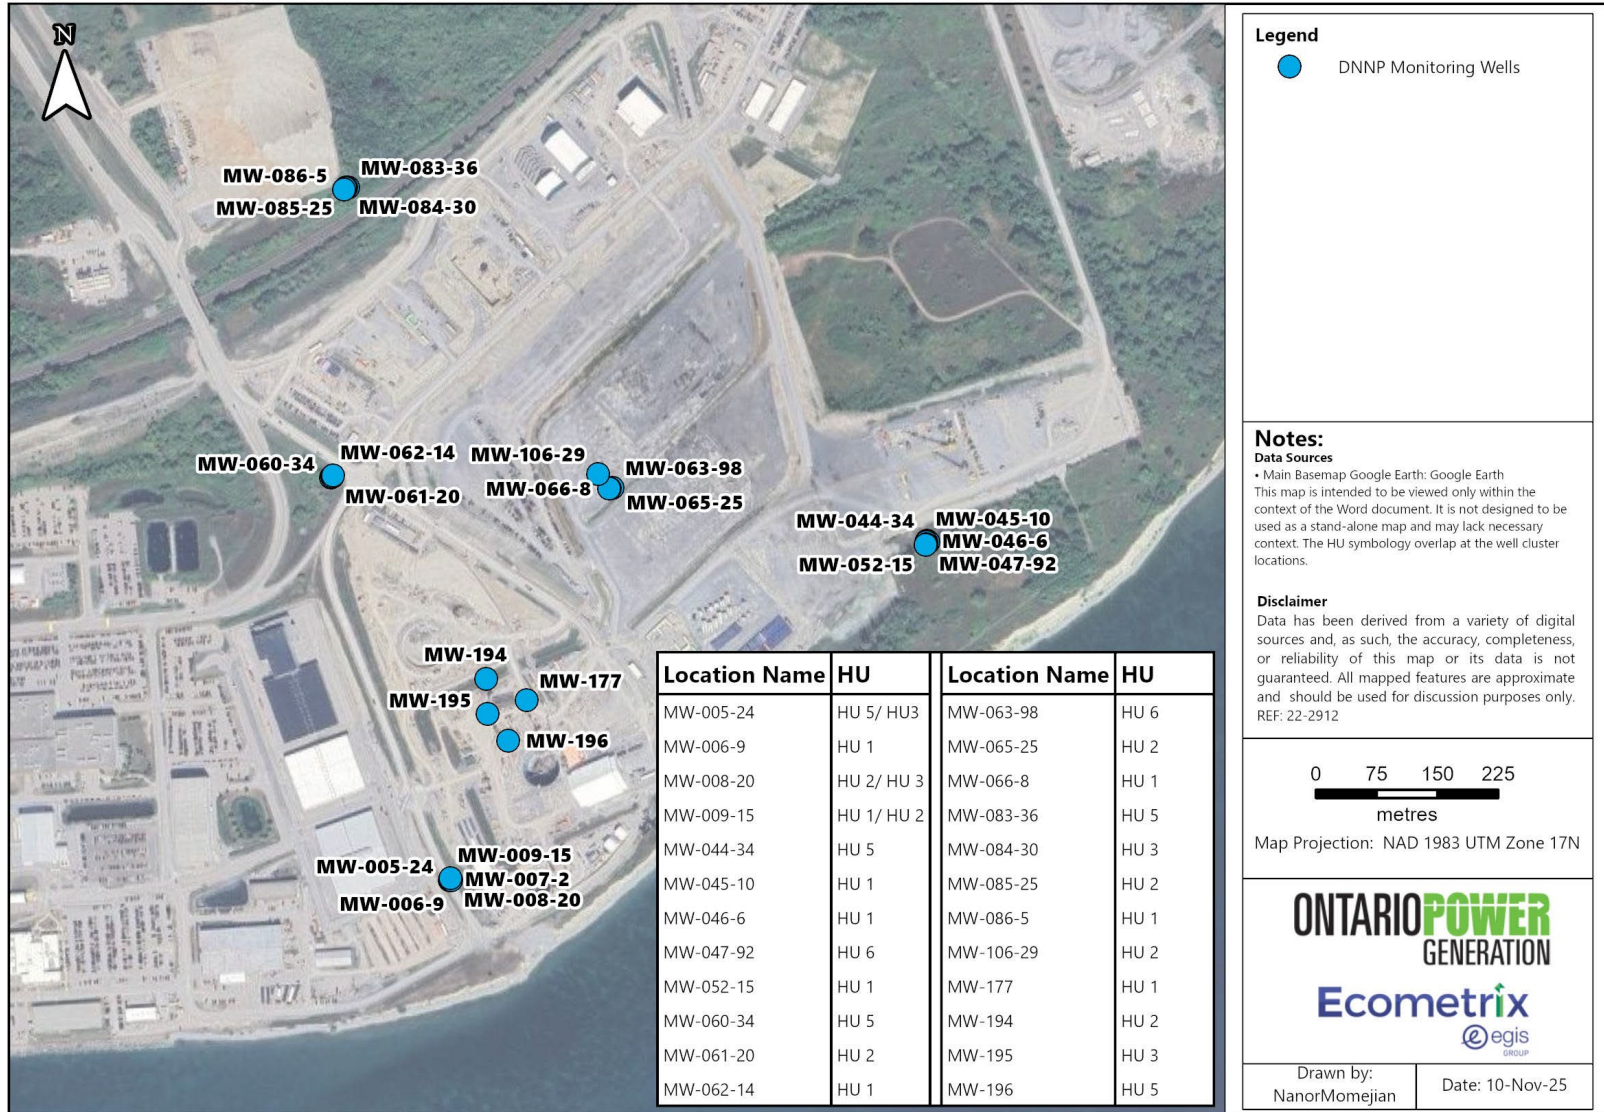 N
MW-086-5
MW-083-36
MW-085-25
MW-084-30
MW-060-34
MW-062-14
MW-061-20
MW-106-29
MW-063-98
MW-066-8
MW-065-25
MW-044-34
MW-045-10
MW-046-6
MW-052-15
MW-047-92
MW-194
MW-177
MW-195
MW-196
MW-005-24
MW-009-15
MW-007-2
MW-006-9
MW-008-20
Location Name HU Location Name HU
MW-005-24 HU 5/ HU3 MW-063-98 HU 6
MW-006-9 HU 1 MW-065-25 HU 2
MW-008-20 HU 2/ HU 3 MW-066-8 HU 1
MW-009-15 HU 1/ HU 2 MW-083-36 HU 5
MW-044-34 HU 5 MW-084-30 HU 3
MW-045-10 HU 1 MW-085-25 HU 2
MW-046-6 HU 1 MW-086-5 HU 1
MW-047-92 HU 6 MW-106-29 HU 2
MW-052-15 HU 1 MW-177 HU 1
MW-060-34 HU 5 MW-194 HU 2
MW-061-20 HU 2 MW-195 HU 3
MW-062-14 HU 1 MW-196 HU 5
Legend
DNNP Monitoring Wells
Notes:
Data Sources
• Main Basemap Google Earth: Google Earth
This map is intended to be viewed only within the
context of the Word document. It is not designed to be
used as a stand-alone map and may lack necessary
context. The HU symbology overlap at the well cluster
locations.
Disclaimer
Data has been derived from a variety of digital
sources and, as such, the accuracy, completeness,
or reliability of this map or its data is not
guaranteed. All mapped features are approximate
and should be used for discussion purposes only.
REF: 22-2912
0 75 150 225
metres
Map Projection: NAD 1983 UTM Zone 17N
ONTARIOPOWER
GENERATION
Ecometrix
egis
GROUP
Drawn by:
NanorMomejian
Date: 10-Nov-25